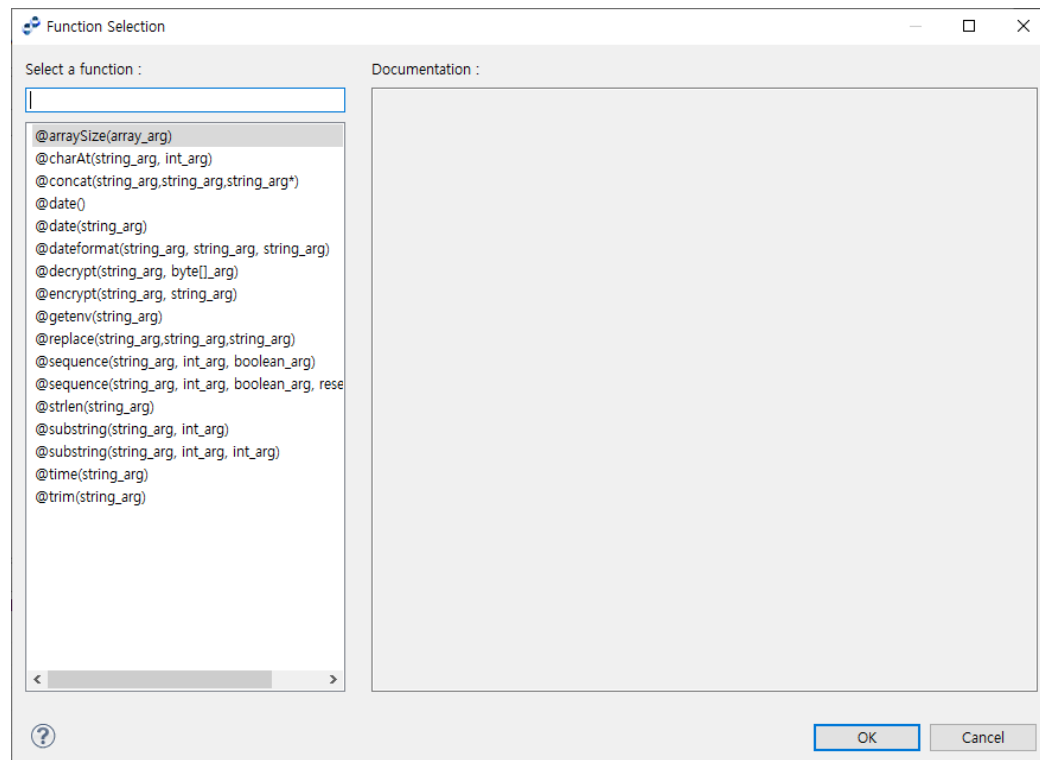 Function Selection
Select a function :
Documentation :
@arraySize(array_arg)
@charAt(string_arg, int_arg)
@concat(string_arg,string_arg,string_arg*)
@date()
@date(string_arg)
@dateformat(string_arg, string_arg, string_arg)
@decrypt(string_arg, byte[]_arg)
@encrypt(string_arg, string_arg)
@getenv(string_arg)
@replace(string_arg,string_arg,string_arg)
@sequence(string_arg, int_arg, boolean_arg)
@sequence(string_arg, int_arg, boolean_arg, rese
@strlen(string_arg)
@substring(string_arg, int_arg)
@substring(string_arg, int_arg, int_arg)
@time(string_arg)
@trim(string_arg)
OK
Cancel